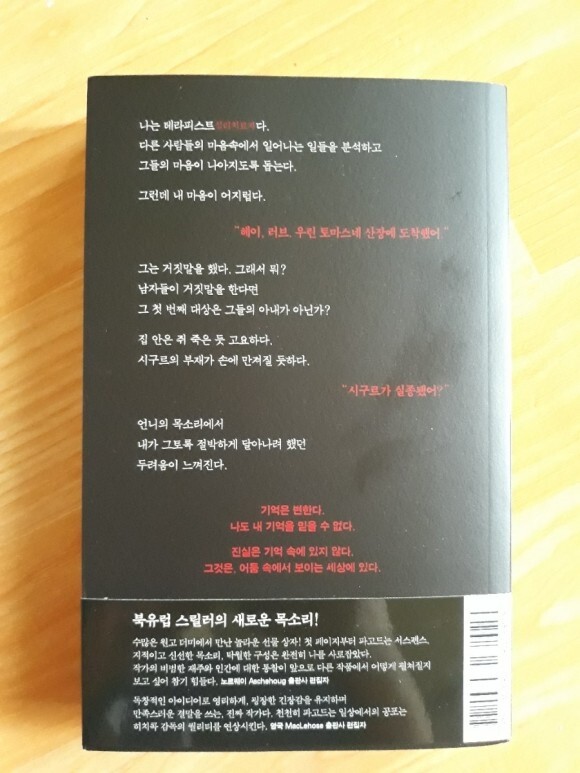 나는 테라피스트심리치료사다.
다른 사람들의 마음속에서 일어나는 일들을 분석하고
그들의 마음이 나아지도록 돕는다.
그런데 내 마음이 어지럽다.
"헤이, 러브. 우린 토마스네 산장에 도착했어."
그는 거짓말을 했다. 그래서 뭐?
남자들이 거짓말을 한다면
그 첫 번째 대상은 그들의 아내가 아닌가?
집 안은 쥐 죽은 듯 고요하다.
시구르의 부재가 손에 만져질 듯하다.
"시구르가 실종됐어?"
언니의 목소리에서
내가 그토록 절박하게 달아나려 했던
두려움이 느껴진다.
기억은 변한다.
나도 내 기억을 믿을 수 없다.
진실은 기억 속에 있지 않다.
그것은, 어둠 속에서 보이는 세상에 있다.
북유럽 스릴러의 새로운 목소리!
수많은 원고 더미에서 만난 놀라운 선물 상자! 첫 페이지부터 파고드는 서스펜스,
지적이고 신선한 목소리, 탁월한 구성은 완전히 나를 사로잡았다.
작가의 비범한 재주와 인간에 대한 통찰이 앞으로 다른 작품에서 어떻게 펼쳐질지
보고 싶어 참기 힘들다. 노르웨이 Aschehoug 출판사 편집자
독창적인 아이디어로 영리하게, 굉장한 긴장감을 유지하며
만족스러운 결말을 쓰는, 진짜 작가다. 천천히 파고드는 일상에서의 공포는
히치콕 감독의 퀄리티를 연상시킨다. 영국 MacLehose 출판사 편집자